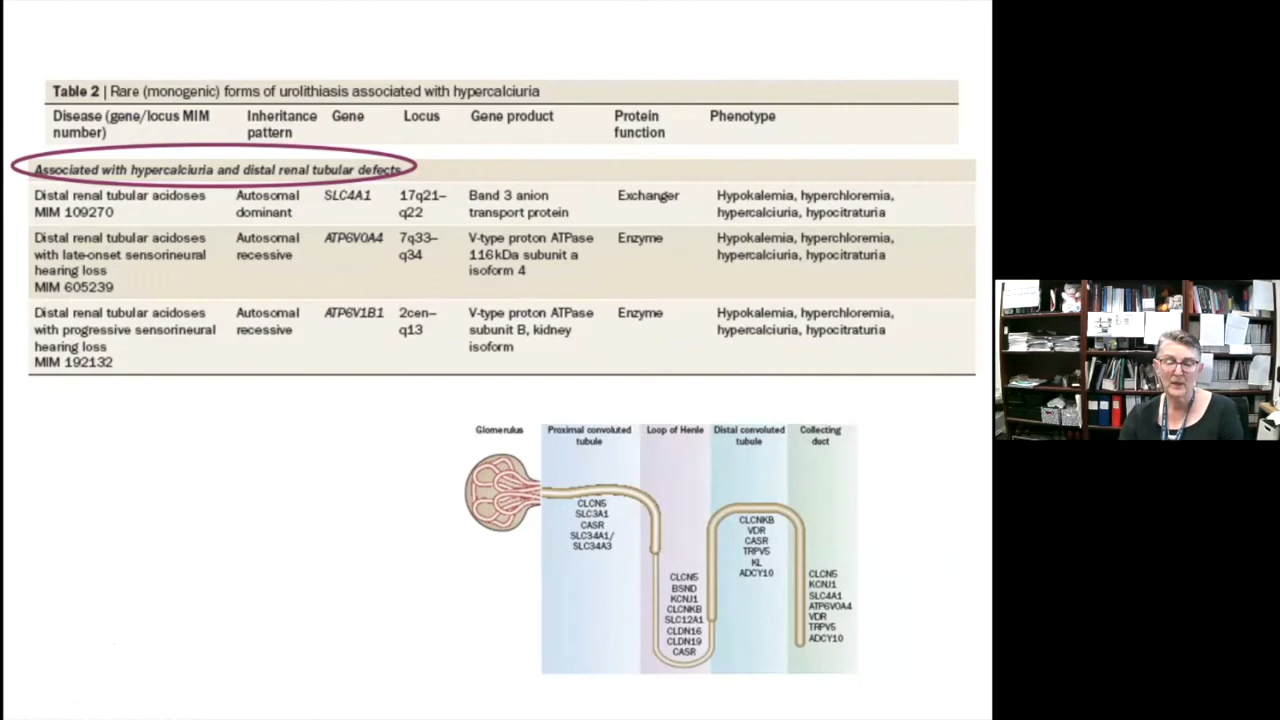 Table 2 | Rare (monogenic) forms of urolithiasis associated with hypercalciuria
Disease (gene/locus MIM number) Inheritance pattern Gene Locus Gene product Protein function Phenotype
Associated with hypercalciuria and distal renal tubular defects
Distal renal tubular acidoses Autosomal SLC4A1 17q21– Band 3 anion Exchanger Hypokalemia, hyperchloremia,
MIM 109270 dominant q22 transport protein hypercalciuria, hypocitraturia
Distal renal tubular acidoses Autosomal ATP6V0A4 7q33– V-type proton ATPase Enzyme Hypokalemia, hyperchloremia,
with late-onset sensorineural recessive q34 116kDa subunit a hypercalciuria, hypocitraturia
hearing loss isoform 4
MIM 605239
Distal renal tubular acidoses Autosomal ATP6V1B1 2cen– V-type proton ATPase Enzyme Hypokalemia, hyperchloremia,
with progressive sensorineural recessive q13 subunit B, kidney hypercalciuria, hypocitraturia
hearing loss isoform
MIM 192132
Glomerulus
Proximal convoluted
tubule
Loop of Henle
Distal convoluted
tubule
Collecting
duct
CLCN5
SLC3A1
CASR
SLC34A1/
SLC34A3
CLCN5
BSND
KCNJ1
CLCNKB
SLC12A1
CLDN16
CLDN19
CASR
CLCNKB
VDR
CASR
TRPV5
KL
ADCY10
CLCN5
KCNJ1
SLC4A1
ATP6V0A4
VDR
TRPV5
ADCY10